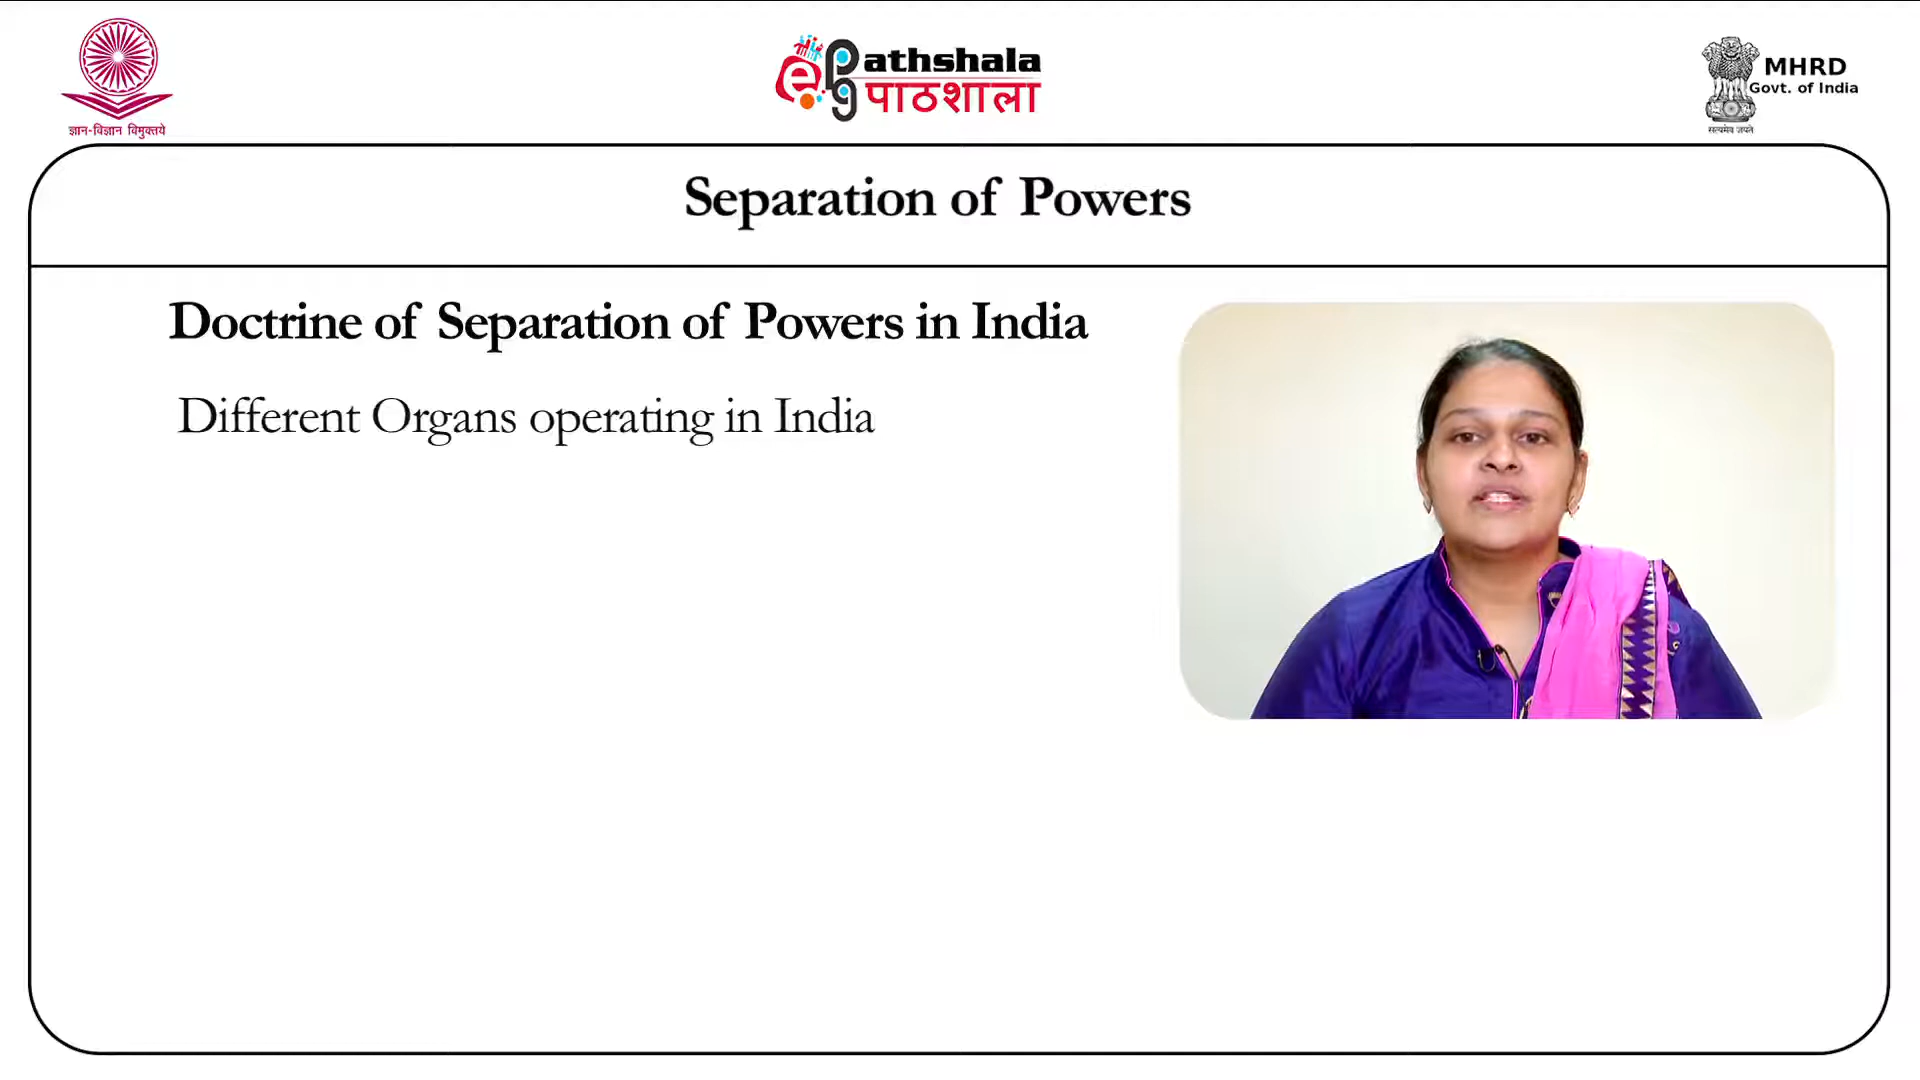 ज्ञान-विज्ञान विमुक्तये
ePg Pathshala
पाठशाला
MHRD
Govt. of India
सत्यमेव जयते
Separation of Powers
Doctrine of Separation of Powers in India
Different Organs operating in India